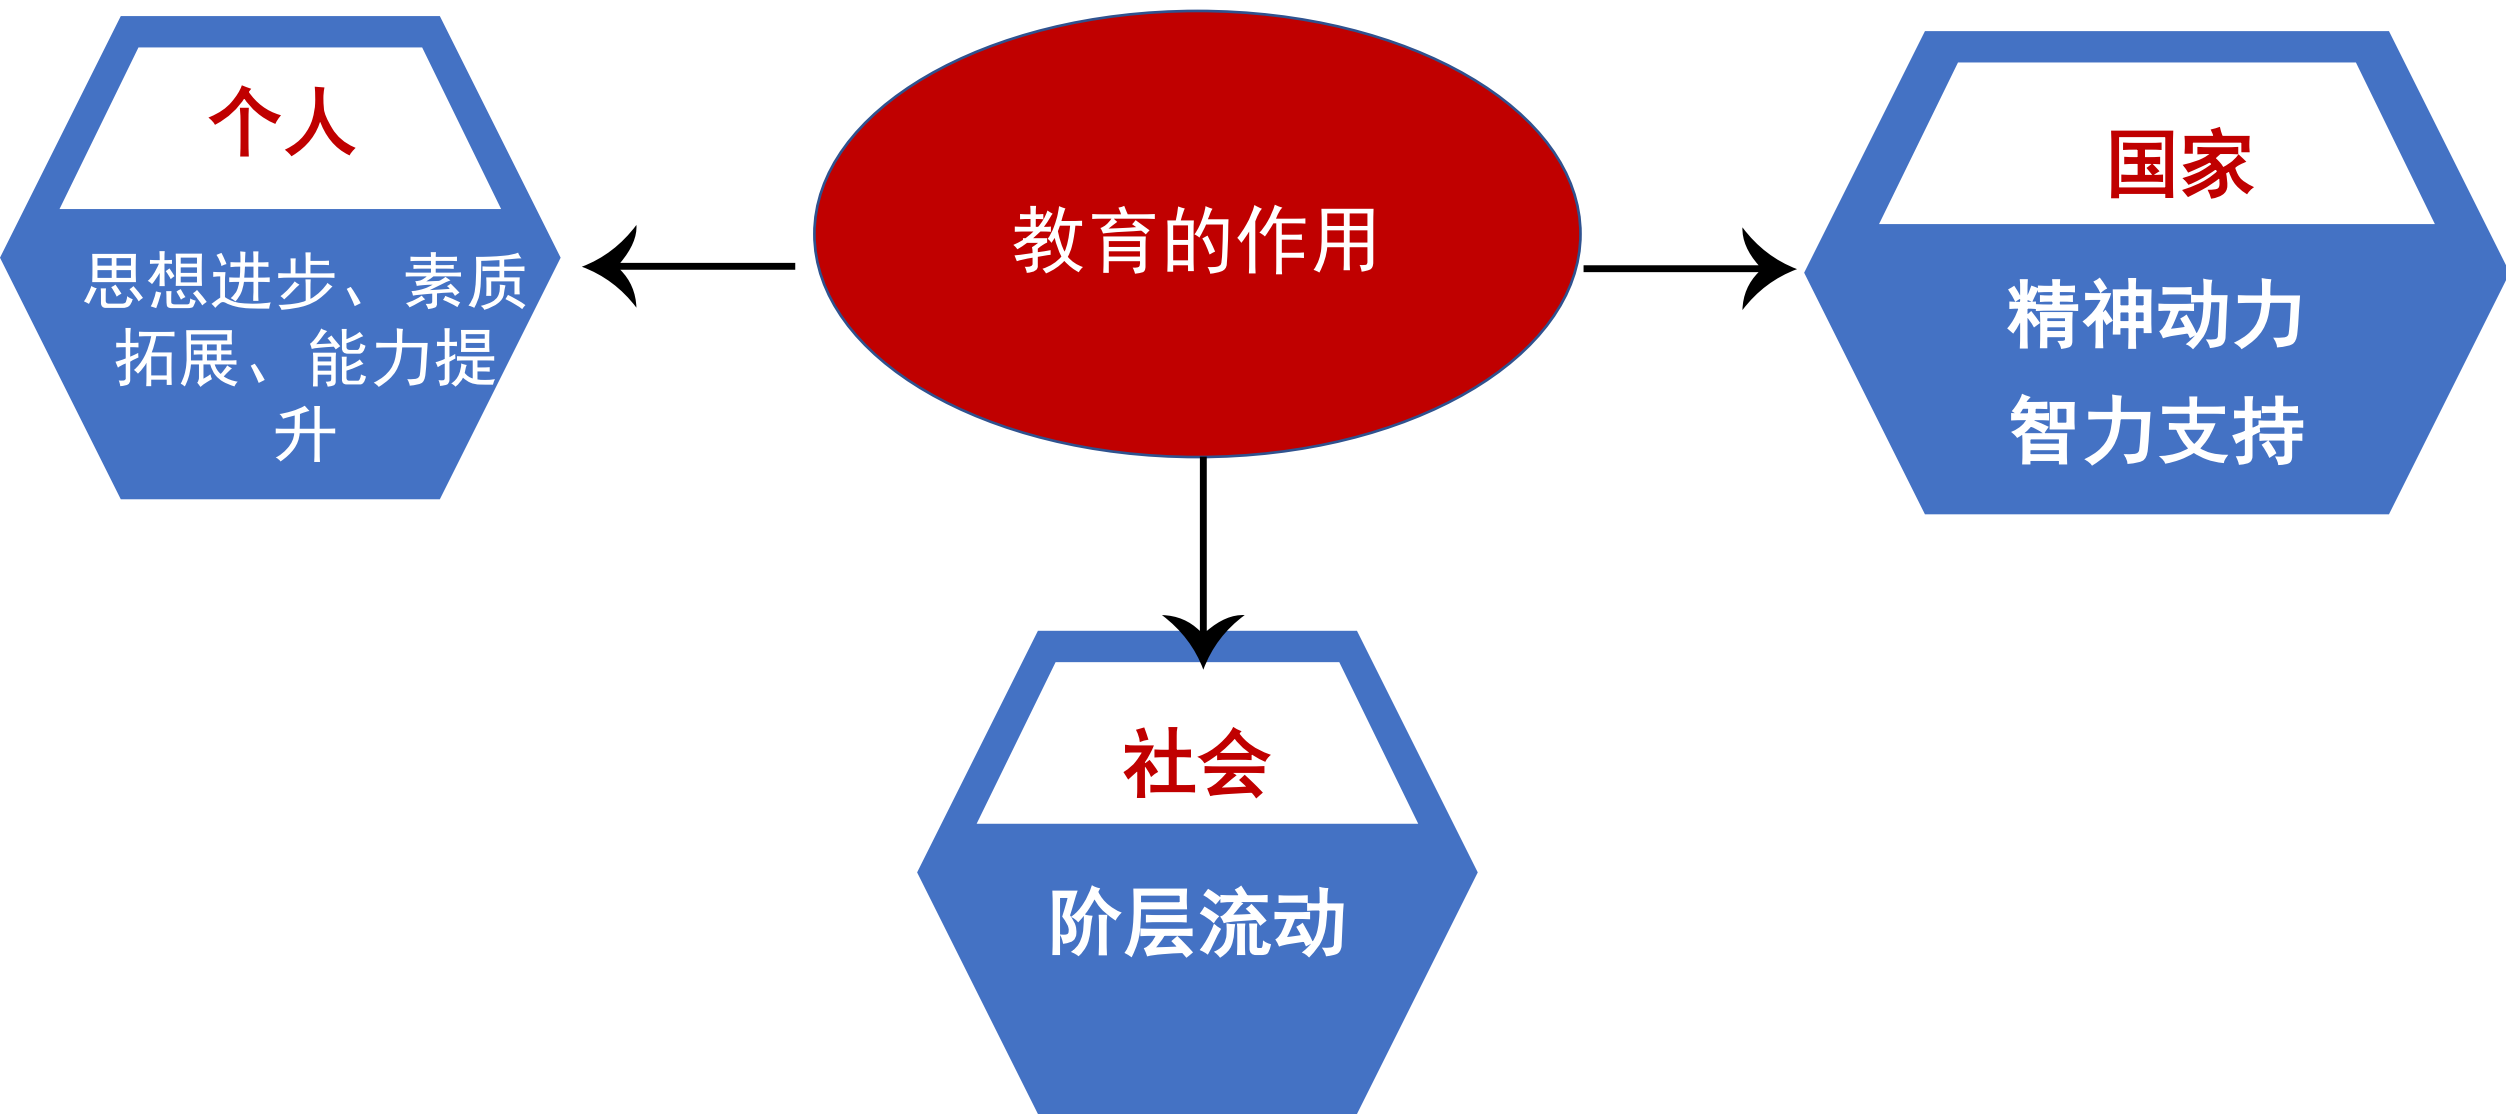 个人
思想进步、素质
拓展、能力提
升
教育的作用
国家
精神动力
智力支持
社会
阶层流动